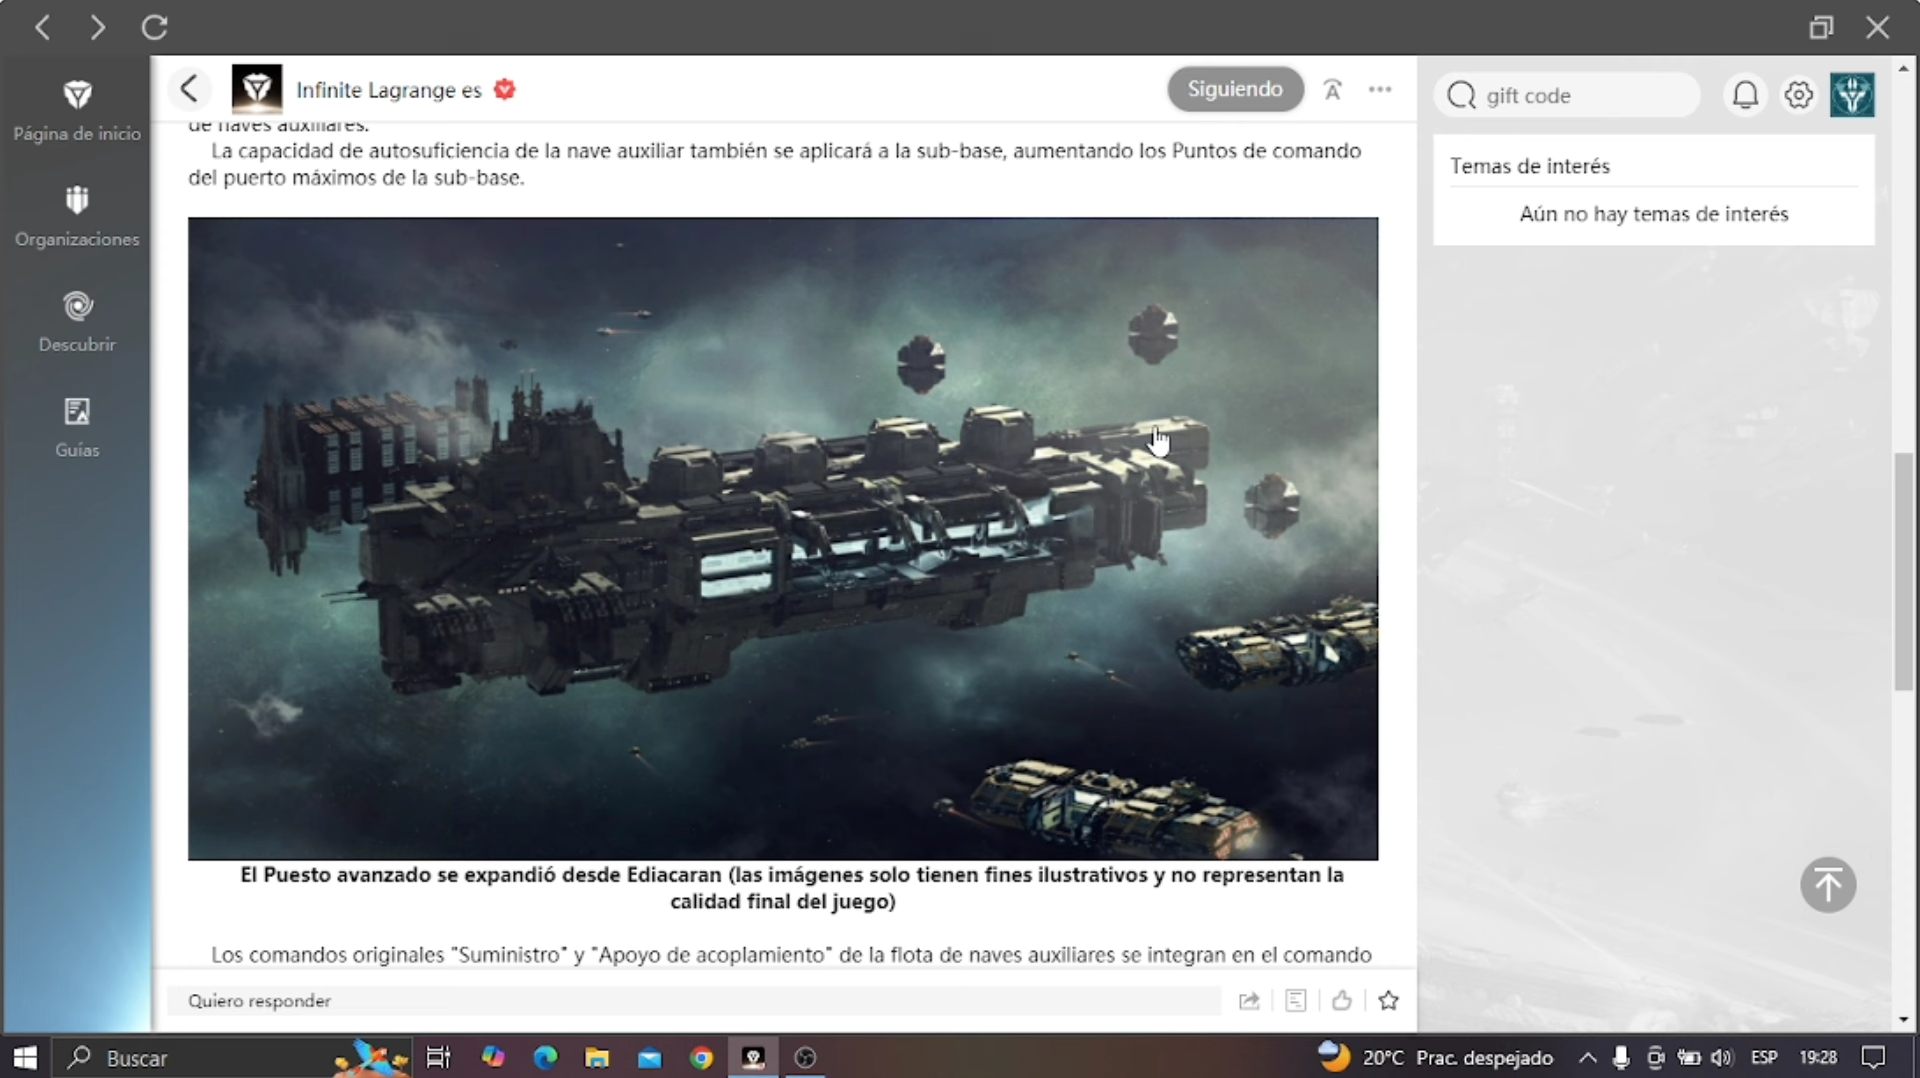 Infinite Lagrange es
Siguiendo
gift code
Página de inicio
Organizaciones
Descubrir
Guías
de naves auxiliares.
La capacidad de autosuficiencia de la nave auxiliar también se aplicará a la sub-base, aumentando los Puntos de comando
del puerto máximos de la sub-base.
El Puesto avanzado se expandió desde Ediacaran (las imágenes solo tienen fines ilustrativos y no representan la
calidad final del juego)
Los comandos originales "Suministro" y "Apoyo de acoplamiento" de la flota de naves auxiliares se integran en el comando
Quiero responder
Temas de interés
Aún no hay temas de interés
Buscar
20°C Prac. despejado
ESP
19:28